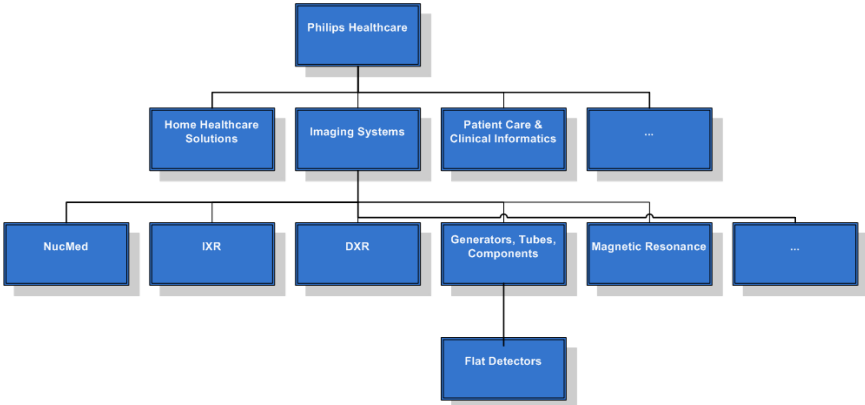 Philips Healthcare
Home Healthcare
Solutions
Imaging Systems
Patient Care &
Clinical Informatics
...
NucMed
IXR
DXR
Generators, Tubes,
Components
Magnetic Resonance
...
Flat Detectors